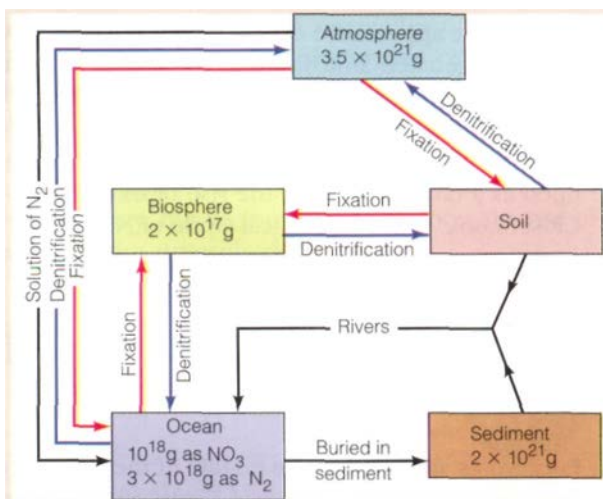 Atmosphere
3.5 × 10²¹g
Solution of N₂
Denitrification
Fixation
Fixation
Denitrification
Biosphere
2 × 10¹⁷g
Fixation
Denitrification
Soil
Fixation
Denitrification
Rivers
Ocean
10¹⁸g as NO₃
3 × 10¹⁸g as N₂
Buried in
sediment
Sediment
2 × 10²¹g